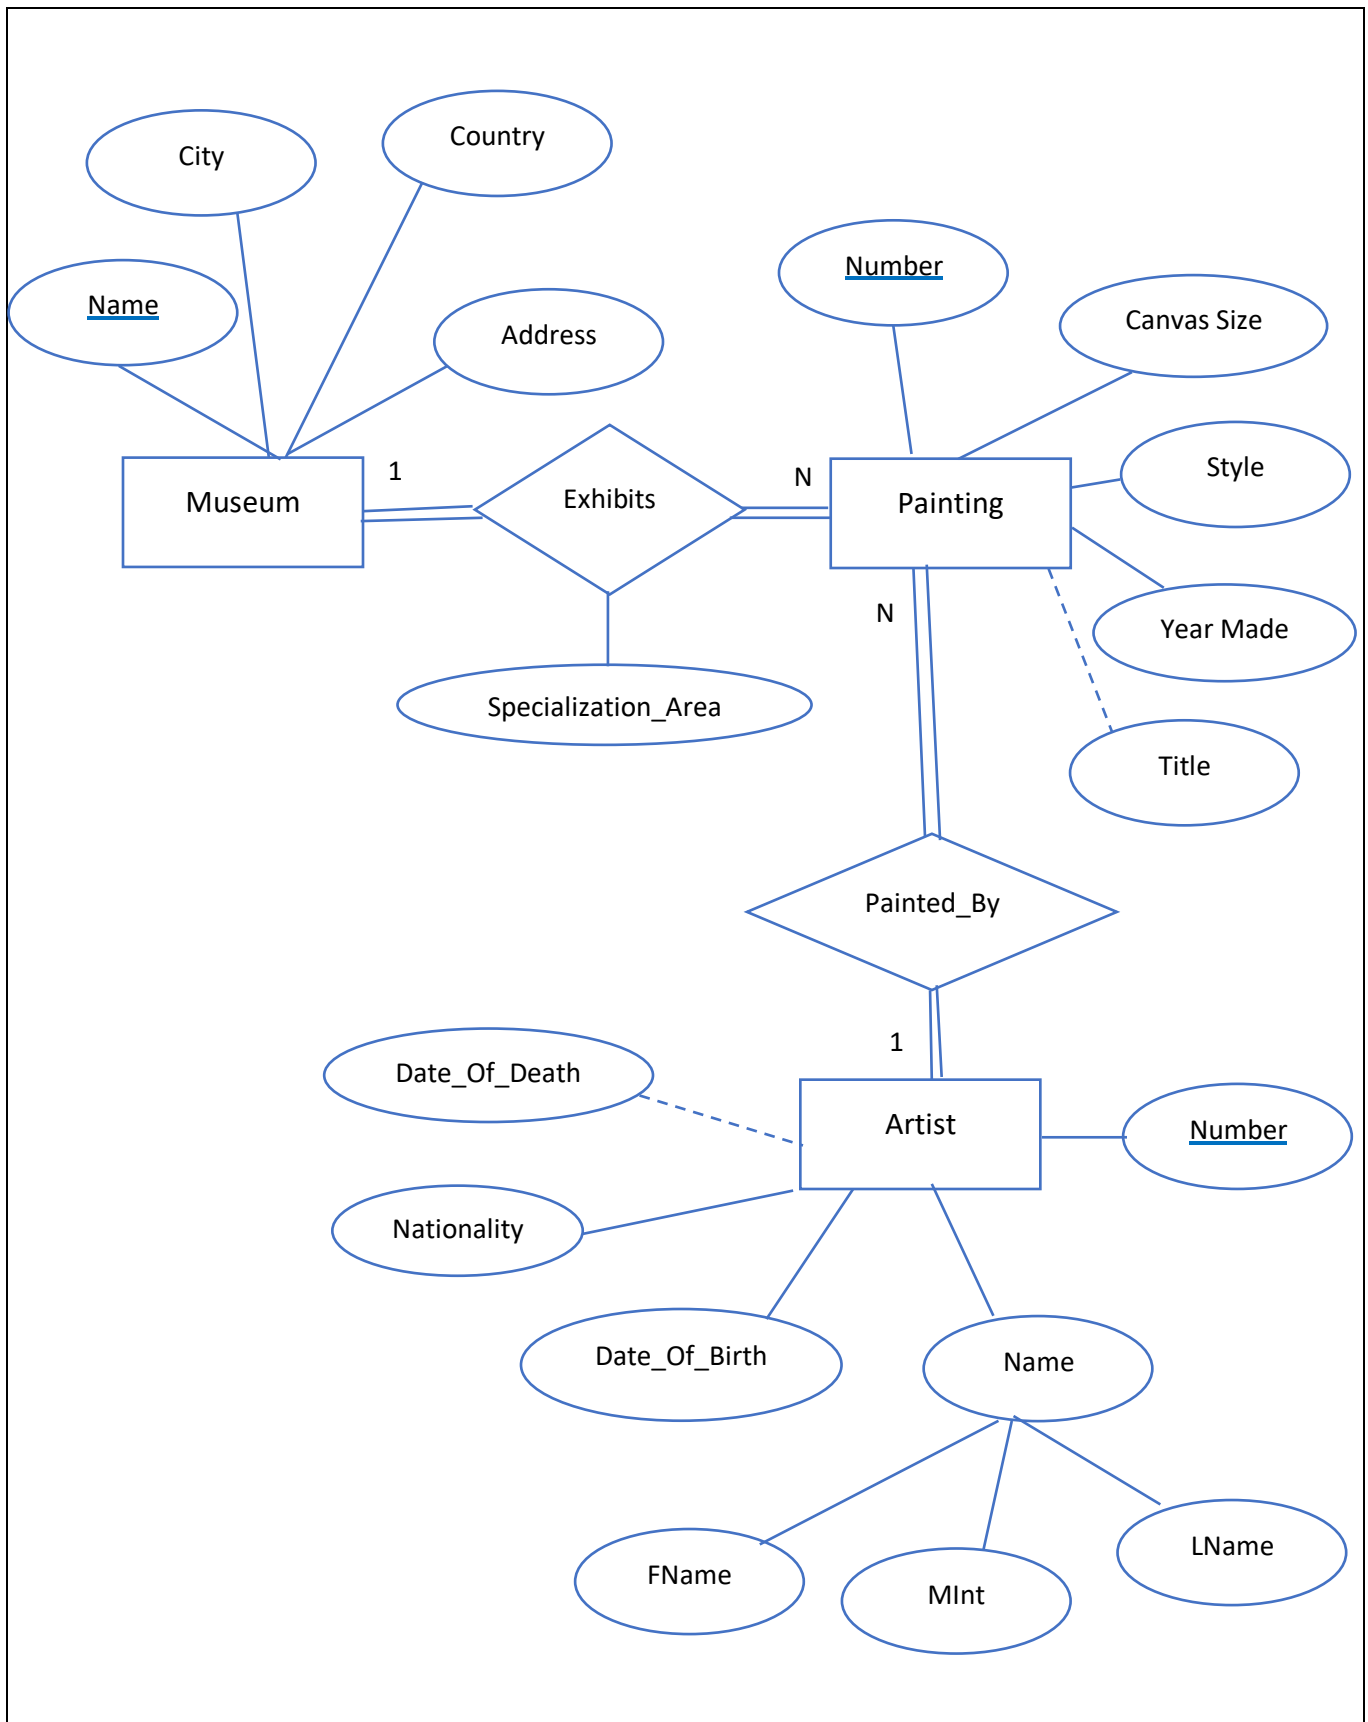 City
Country
Name
Address
Number
Canvas Size
Style
Museum
1
Exhibits
N
Painting
N
Year Made
Specialization_Area
Title
Painted_By
1
Date_Of_Death
Artist
Number
Nationality
Date_Of_Birth
Name
FName
MInt
LName